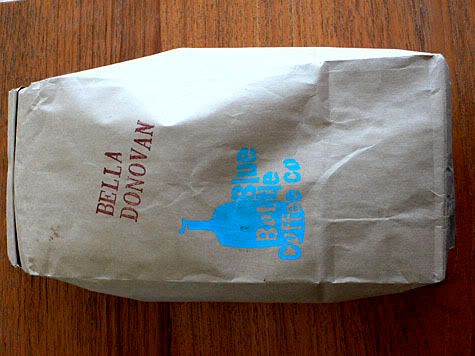 BELLA
DONOVAN
Blue
Bottle
Coffee Co